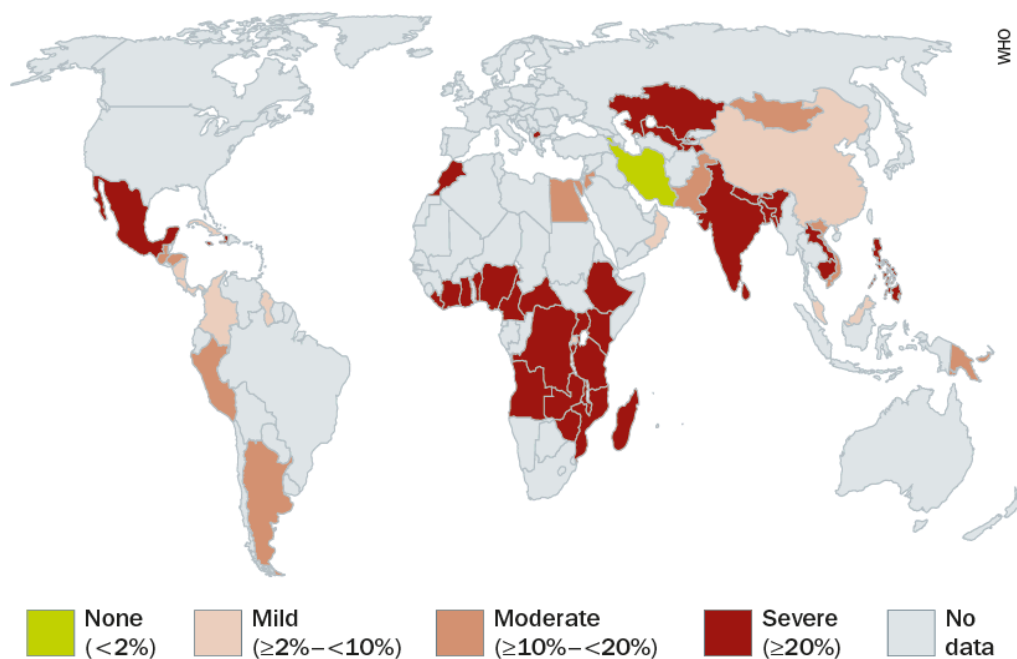 WHO
None
(<2%)
Mild
(≥2%–<10%)
Moderate
(≥10%–<20%)
Severe
(≥20%)
No
data